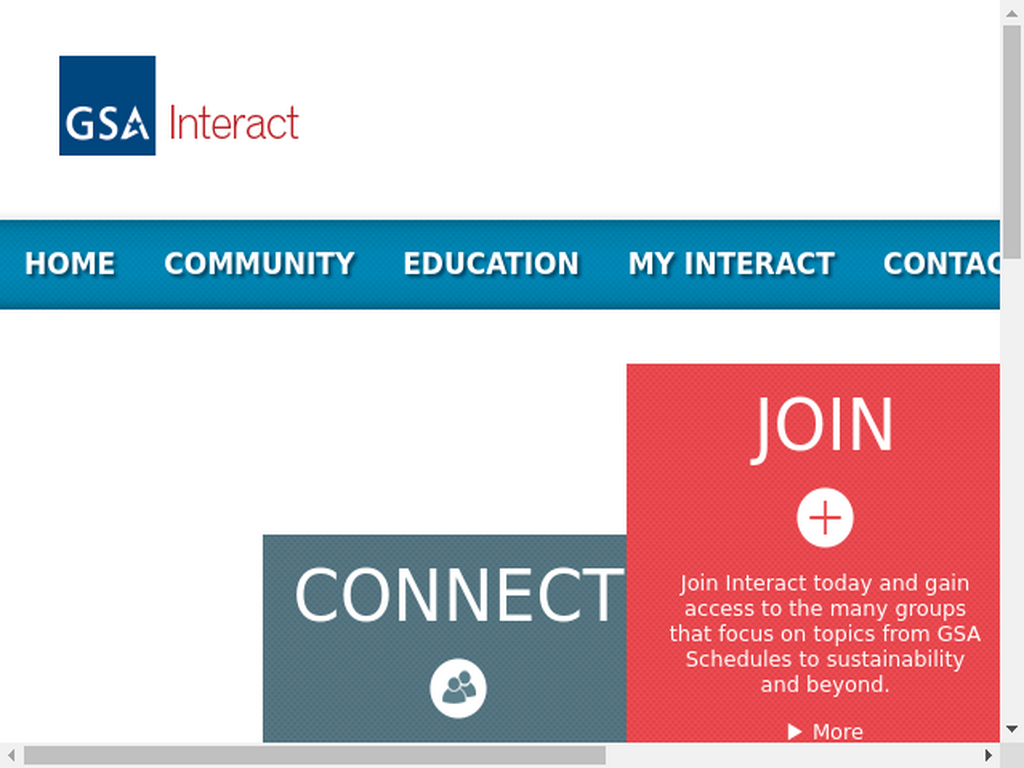 GSA Interact
HOME COMMUNITY EDUCATION MY INTERACT CONTAC
JOIN
Join Interact today and gain
access to the many groups
that focus on topics from GSA
Schedules to sustainability
and beyond.
More
CONNECT